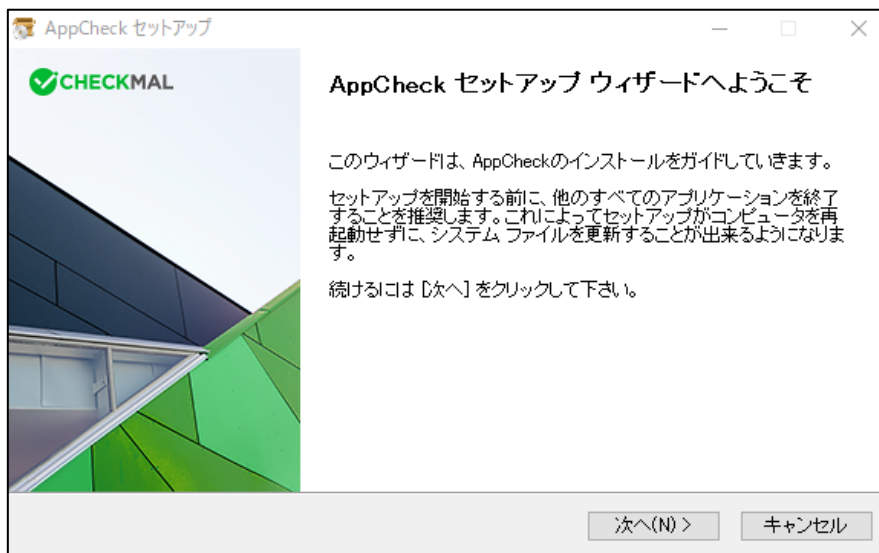 AppCheck セットアップ
CHECKMAL
AppCheck セットアップ ウィザードへようこそ
このウィザードは、AppCheckのインストールをガイドしていきます。
セットアップを開始する前に、他のすべてのアプリケーションを終了
することを推奨します。これによってセットアップがコンピュータを再
起動せずに、システム ファイルを更新することが出来るようになりま
す。
続けるには [次へ] をクリックして下さい。
次へ(N) >
キャンセル